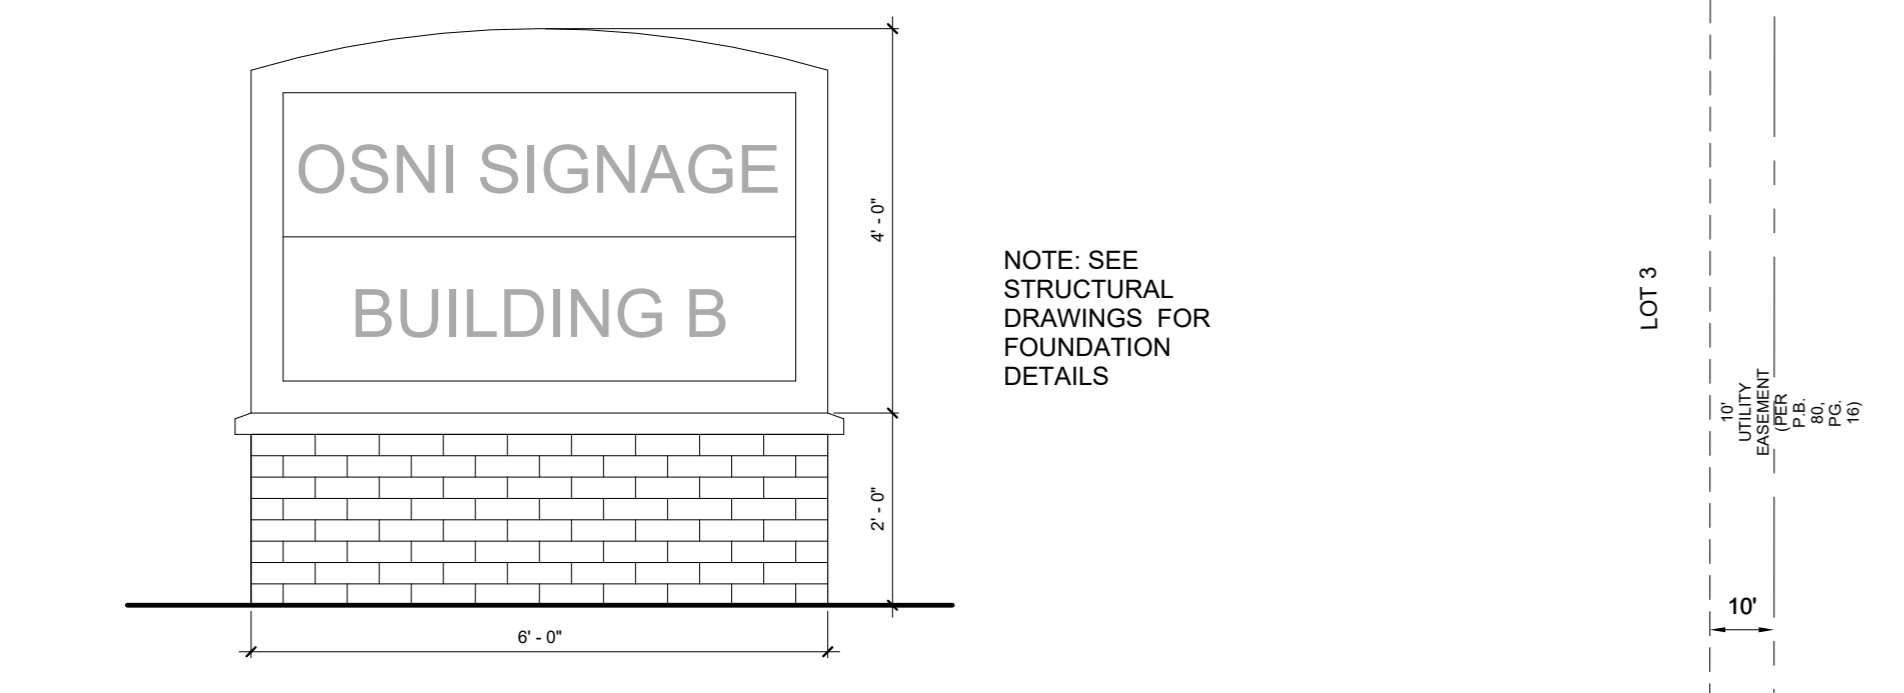 OSNI SIGNAGE
BUILDING B
4' - 0"
2' - 0"
6' - 0"
NOTE: SEE
STRUCTURAL
DRAWINGS FOR
FOUNDATION
DETAILS
LOT 3
10'
UTILITY
EASEMENT
(PER
P.B.
80,
PG.
16)
10'